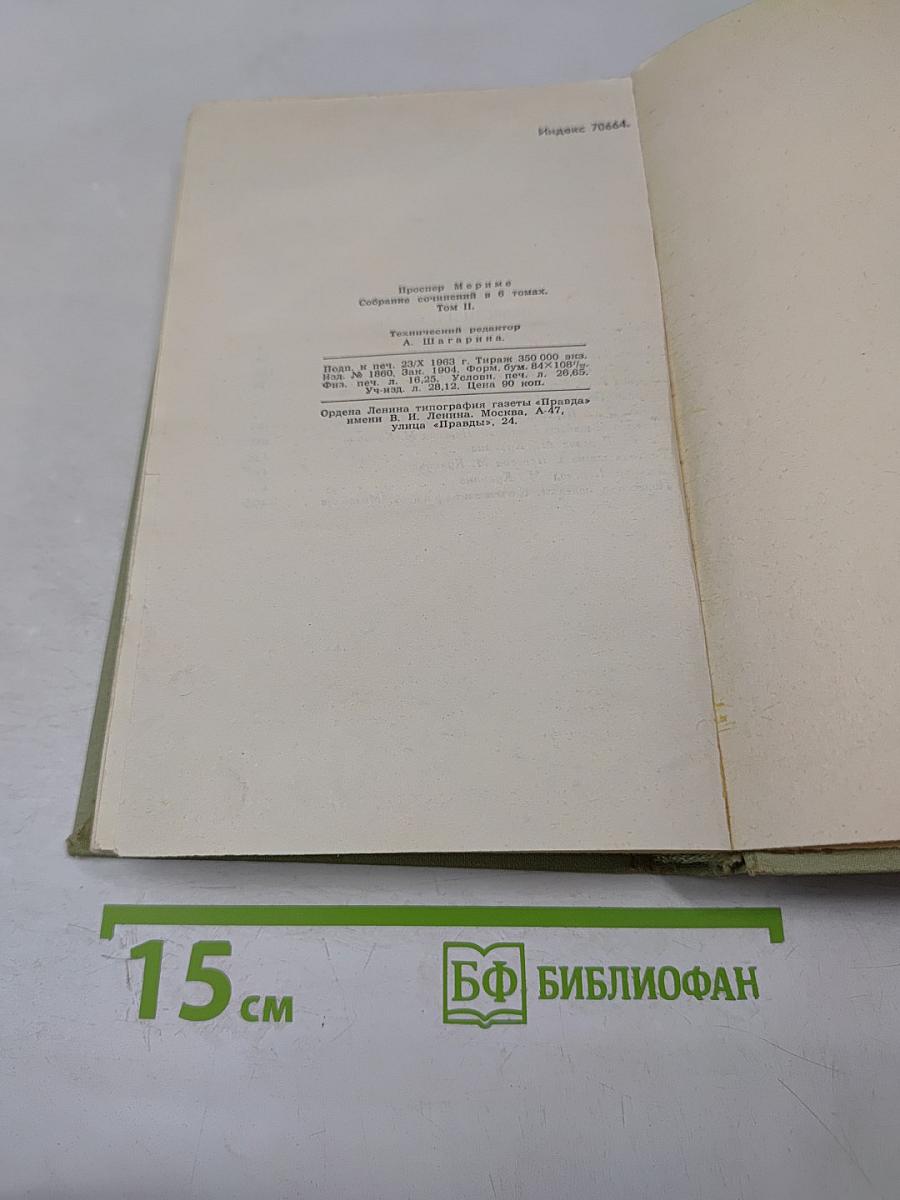 Индекс 70664.
Проспер Мериме
Собрание сочинений в 6 томах.
Том II.
Технический редактор
А. Шагарина.
Подп. к печ. 23/X 1963 г. Тираж 350 000 экз.
Изд. № 1860. Зак. 1904. Форм. бум. 84×108¹/₃₂.
Физ. печ. л. 16,25. Условн. печ. л. 26,65.
Уч-изд. л. 28,12. Цена 90 коп.
Ордена Ленина типография газеты «Правда»
имени В. И. Ленина. Москва, А-47,
улица «Правды», 24.
15 см
БФ БИБЛИОФАН